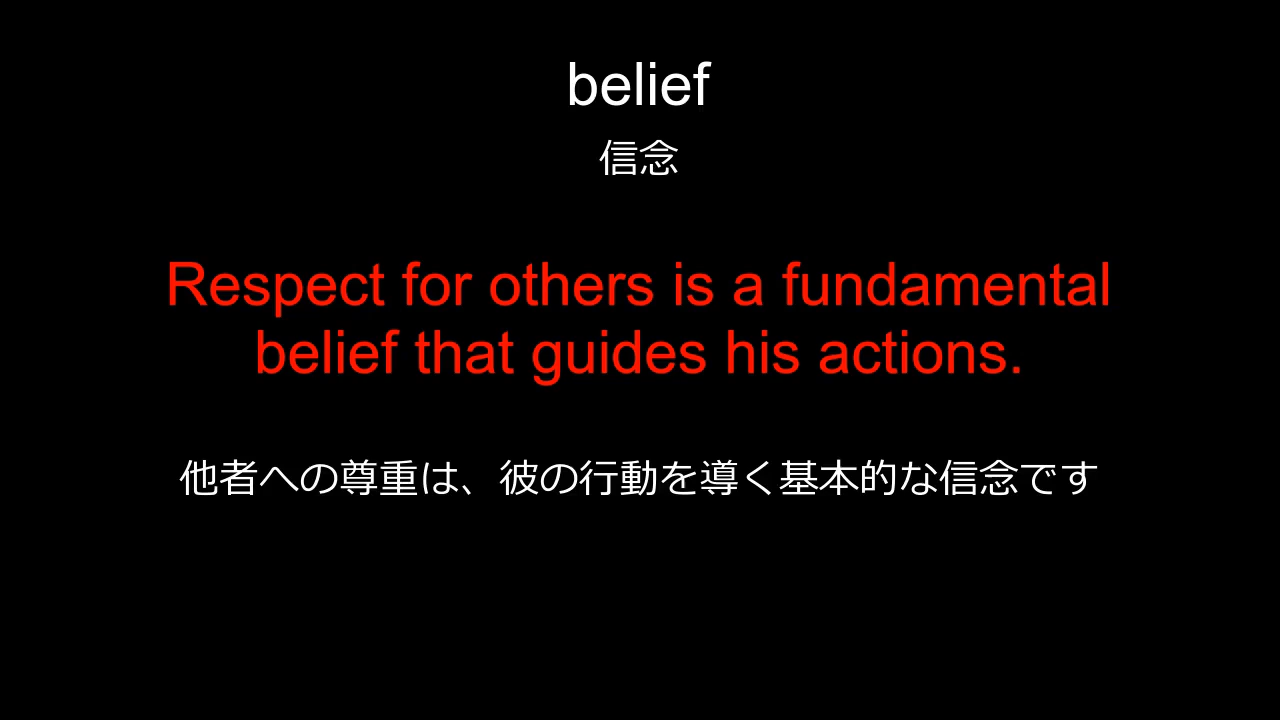 belief
信念
Respect for others is a fundamental
belief that guides his actions.
他者への尊重は、彼の行動を導く基本的な信念です